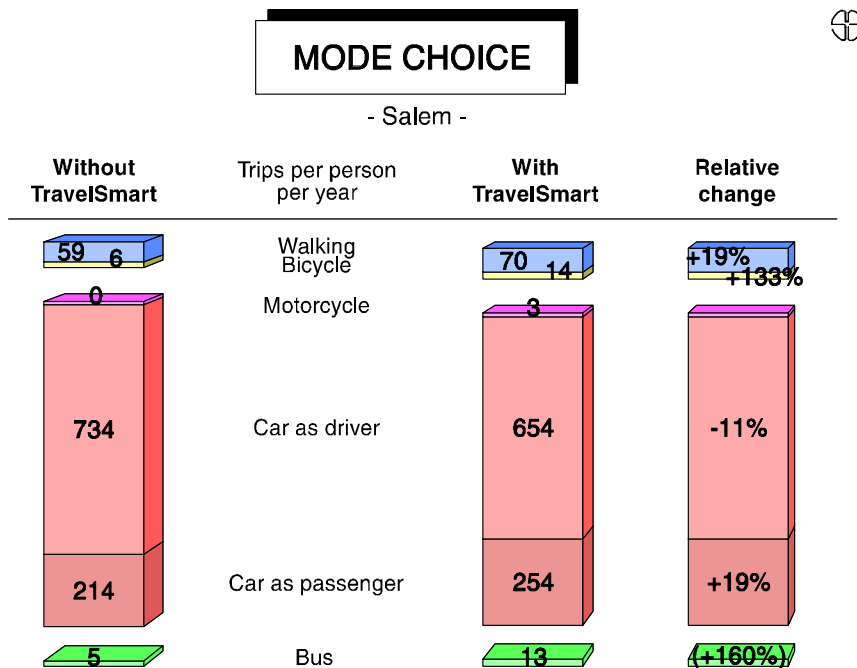 MODE CHOICE
- Salem -
Without TravelSmart
Trips per person per year
With TravelSmart
Relative change
59 Walking 70 +19%
6 Bicycle 14 +133%
0 Motorcycle 3
734 Car as driver 654 -11%
214 Car as passenger 254 +19%
5 Bus 13 (+160%)